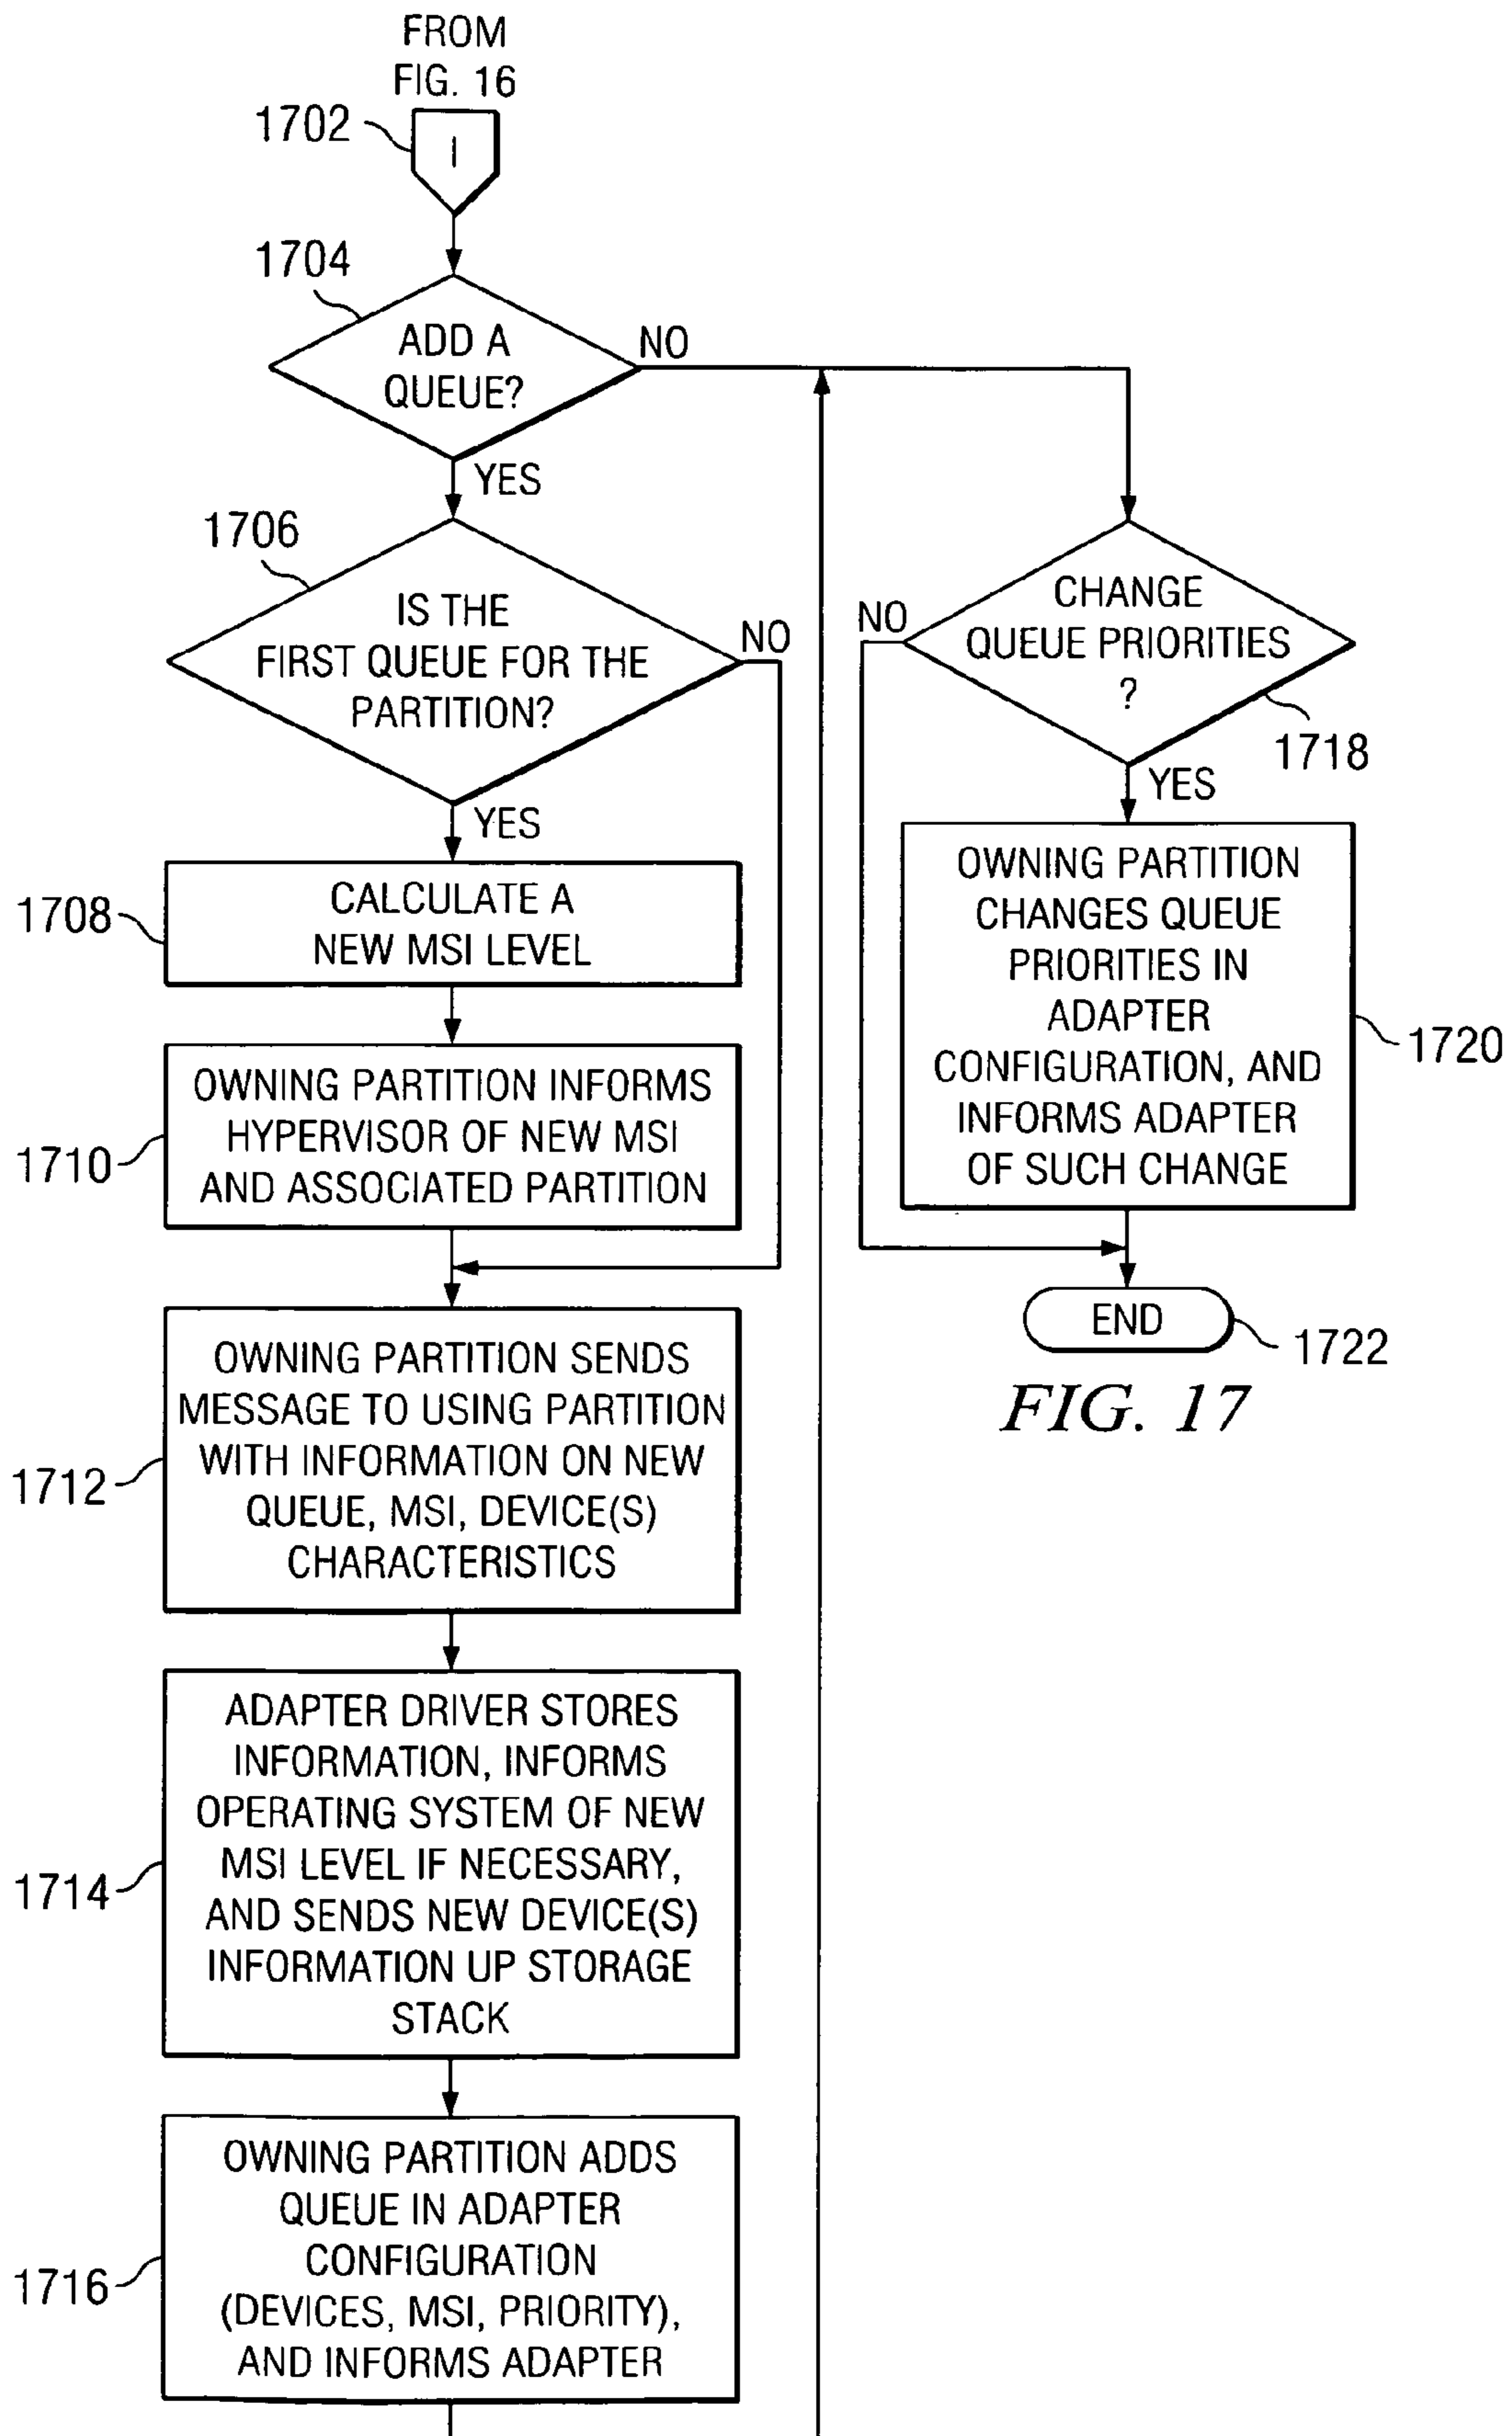 FROM
FIG. 16
1702
I
1704
ADD A
QUEUE?
NO
YES
1706
IS THE
FIRST QUEUE FOR THE
PARTITION?
NO
YES
1708
CALCULATE A
NEW MSI LEVEL
1710
OWNING PARTITION INFORMS
HYPERVISOR OF NEW MSI
AND ASSOCIATED PARTITION
1712
OWNING PARTITION SENDS
MESSAGE TO USING PARTITION
WITH INFORMATION ON NEW
QUEUE, MSI, DEVICE(S)
CHARACTERISTICS
1714
ADAPTER DRIVER STORES
INFORMATION, INFORMS
OPERATING SYSTEM OF NEW
MSI LEVEL IF NECESSARY,
AND SENDS NEW DEVICE(S)
INFORMATION UP STORAGE
STACK
1716
OWNING PARTITION ADDS
QUEUE IN ADAPTER
CONFIGURATION
(DEVICES, MSI, PRIORITY),
AND INFORMS ADAPTER
CHANGE
QUEUE PRIORITIES
?
NO
1718
YES
OWNING PARTITION
CHANGES QUEUE
PRIORITIES IN
ADAPTER
CONFIGURATION, AND
INFORMS ADAPTER
OF SUCH CHANGE
1720
END
1722
FIG. 17